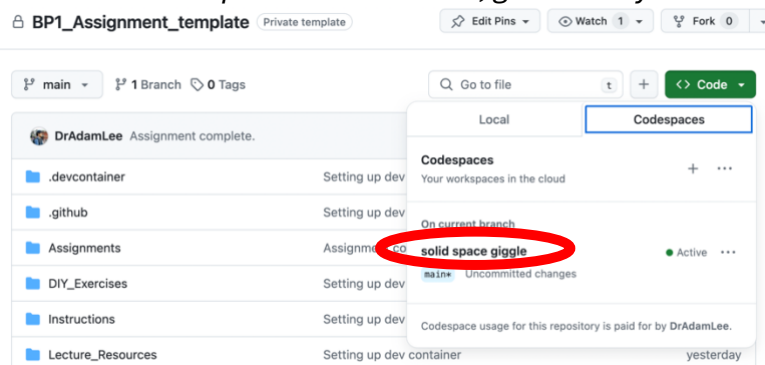 BP1_Assignment_template Private template Edit Pins Watch 1 Fork 0
main 1 Branch 0 Tags Go to file t + <> Code
Local Codespaces
DrAdamLee Assignment complete.
Codespaces + ...
Your workspaces in the cloud
.devcontainer Setting up dev
.github Setting up dev
On current branch
Assignments Assignme co
solid space giggle Active ...
main* Uncommitted changes
DIY_Exercises Setting up dev
Instructions Setting up dev
Codespace usage for this repository is paid for by DrAdamLee.
Lecture_Resources Setting up dev container yesterday